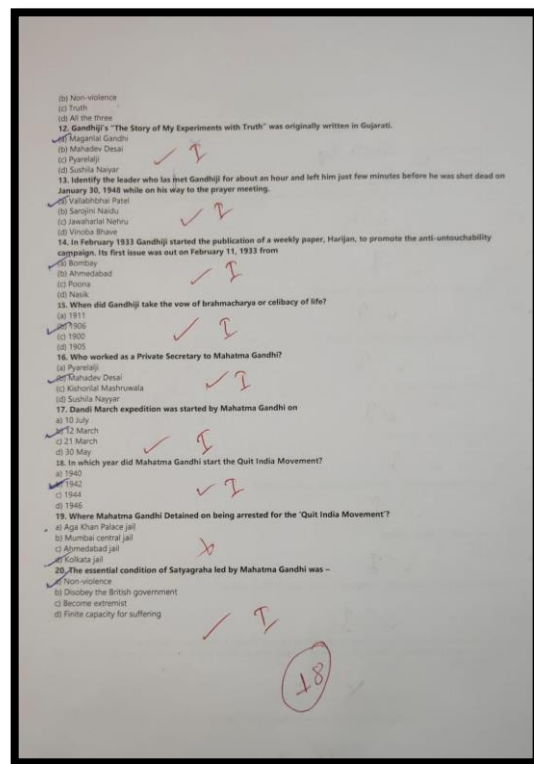 (b) Non-violence
(c) Truth
(d) All the three
12. Gandhiji's "The Story of My Experiments with Truth" was originally written in Gujarati.
(a) Maganlal Gandhi
(b) Mahadev Desai
(c) Pyarelalji
(d) Sushila Naiyar
I
13. Identify the leader who las met Gandhiji for about an hour and left him just few minutes before he was shot dead on
January 30, 1948 while on his way to the prayer meeting.
(a) Vallabhbhai Patel
(b) Sarojini Naidu
(c) Jawaharlal Nehru
(d) Vinoba Bhave
I
14. In February 1933 Gandhiji started the publication of a weekly paper, Harijan, to promote the anti-untouchability
campaign. Its first issue was out on February 11, 1933 from
(a) Bombay
(b) Ahmedabad
(c) Poona
(d) Nasik
I
15. When did Gandhiji take the vow of brahmacharya or celibacy of life?
(a) 1911
(b) 1906
(c) 1900
(d) 1905
I
16. Who worked as a Private Secretary to Mahatma Gandhi?
(a) Pyarelalji
(b) Mahadev Desai
(c) Kishorilal Mashruwala
(d) Sushila Nayyar
I
17. Dandi March expedition was started by Mahatma Gandhi on
a) 10 July
b) 12 March
c) 21 March
d) 30 May
I
18. In which year did Mahatma Gandhi start the Quit India Movement?
a) 1940
b) 1942
c) 1944
d) 1946
I
19. Where Mahatma Gandhi Detained on being arrested for the 'Quit India Movement'?
a) Aga Khan Palace jail
b) Mumbai central jail
c) Ahmedabad jail
d) Kolkata jail
20. The essential condition of Satyagraha led by Mahatma Gandhi was –
a) Non-violence
b) Disobey the British government
c) Become extremist
d) Finite capacity for suffering
I
18